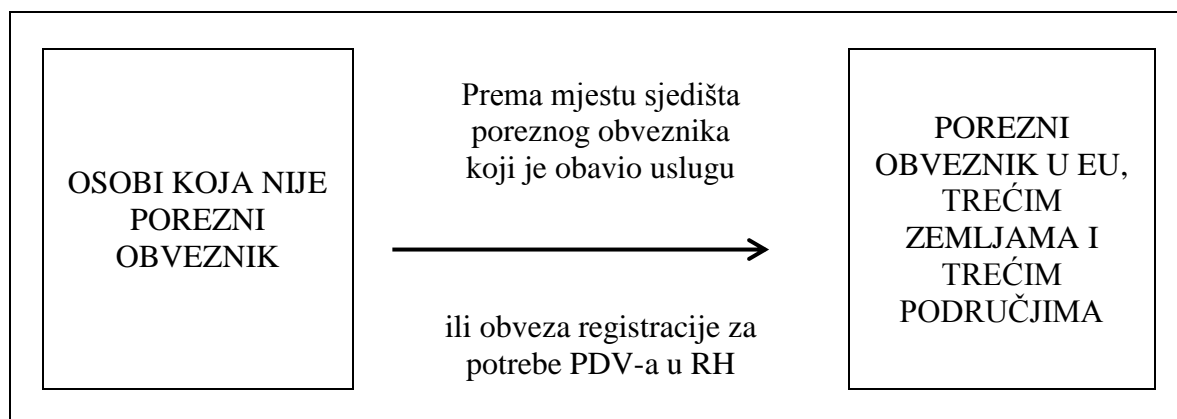 OSOBI KOJA NIJE
POREZNI
OBVEZNIK
Prema mjestu sjedišta
poreznog obveznika
koji je obavio uslugu
ili obveza registracije za
potrebe PDV-a u RH
POREZNI
OBVEZNIK U EU,
TREĆIM
ZEMLJAMA I
TREĆIM
PODRUČJIMA